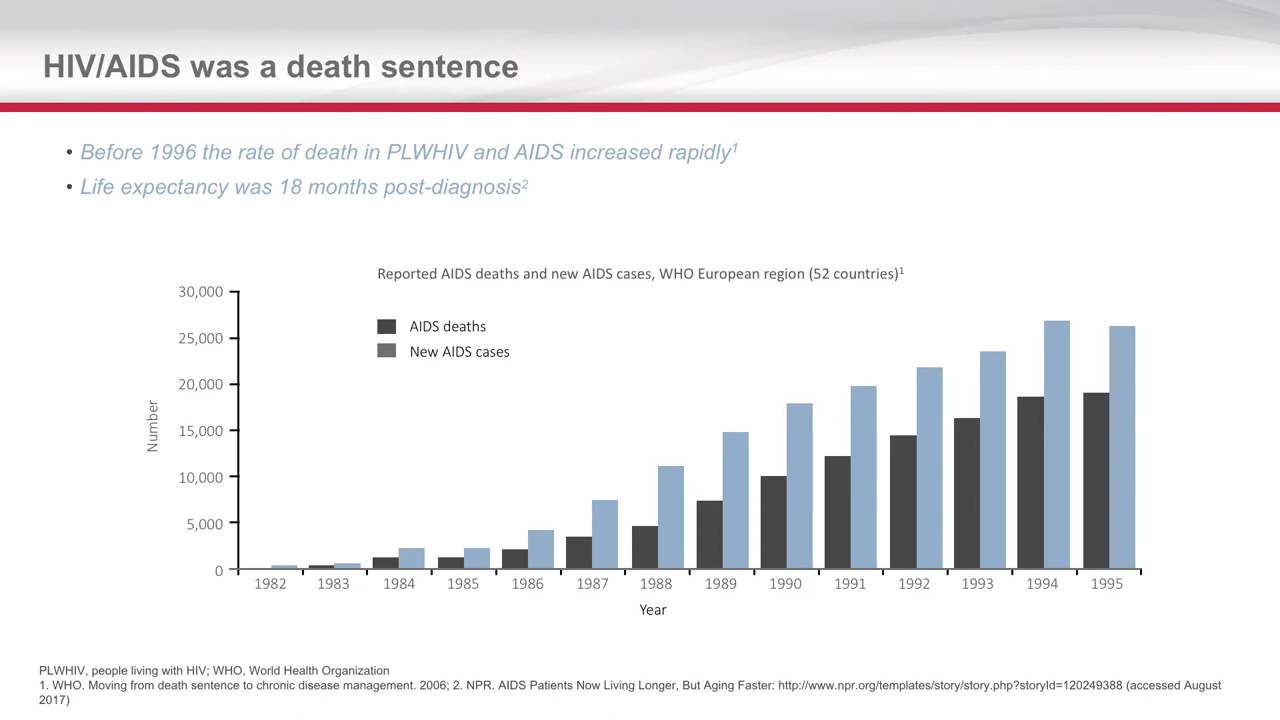 HIV/AIDS was a death sentence
• Before 1996 the rate of death in PLWHIV and AIDS increased rapidly1
• Life expectancy was 18 months post-diagnosis2
Reported AIDS deaths and new AIDS cases, WHO European region (52 countries)1
30,000
25,000
20,000
15,000
10,000
5,000
0
Number
AIDS deaths
New AIDS cases
1982 1983 1984 1985 1986 1987 1988 1989 1990 1991 1992 1993 1994 1995
Year
PLWHIV, people living with HIV; WHO, World Health Organization
1. WHO. Moving from death sentence to chronic disease management. 2006; 2. NPR. AIDS Patients Now Living Longer, But Aging Faster: http://www.npr.org/templates/story/story.php?storyId=120249388 (accessed August
2017)